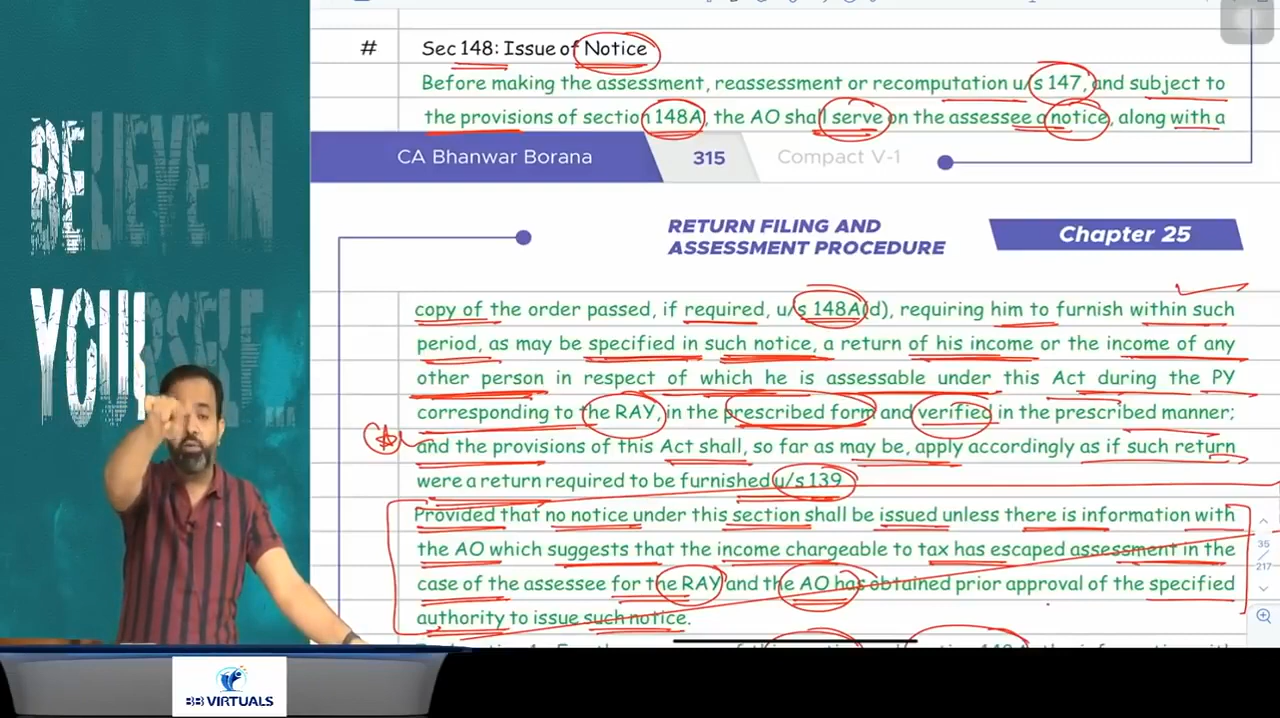 # Sec 148: Issue of Notice
Before making the assessment, reassessment or recomputation u/s 147, and subject to
the provisions of section 148A, the AO shall serve on the assessee a notice, along with a
CA Bhanwar Borana 315 Compact V-1
RETURN FILING AND
ASSESSMENT PROCEDURE
Chapter 25
copy of the order passed, if required, u/s 148A(d), requiring him to furnish within such
period, as may be specified in such notice, a return of his income or the income of any
other person in respect of which he is assessable under this Act during the PY
corresponding to the RAY, in the prescribed form and verified in the prescribed manner;
and the provisions of this Act shall, so far as may be, apply accordingly as if such return
were a return required to be furnished u/s 139
Provided that no notice under this section shall be issued unless there is information with
the AO which suggests that the income chargeable to tax has escaped assessment in the
case of the assessee for the RAY and the AO has obtained prior approval of the specified
authority to issue such notice.
35
217
BELIEVE IN
YOURSELF...
BB VIRTUALS